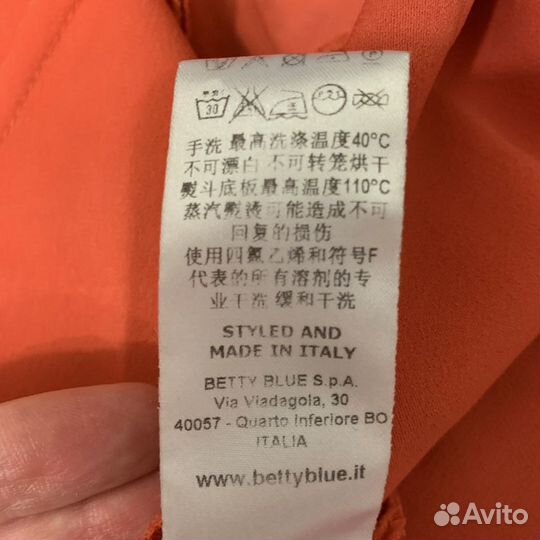 30
手洗 最高洗涤温度40°C
不可漂白 不可转笼烘干
熨斗底板最高温度110°C
蒸汽熨烫可能造成不可
回复的损伤
使用四氯乙烯和符号F
代表的所有溶剂的专
业干洗 缓和干洗
STYLED AND
MADE IN ITALY
BETTY BLUE S.p.A.
Via Viadagola, 30
40057 - Quarto Inferiore BO
ITALIA
www.bettyblue.it
Avito